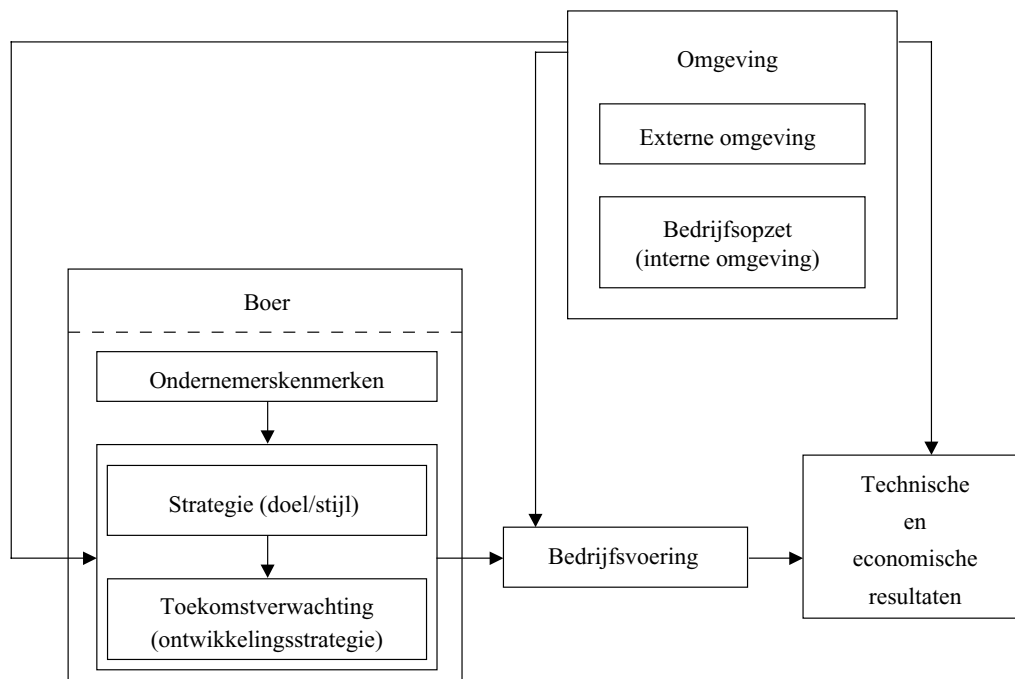 Omgeving
Externe omgeving
Bedrijfsopzet
(interne omgeving)
Boer
Ondernemerskenmerken
Strategie (doel/stijl)
Toekomstverwachting
(ontwikkelingsstrategie)
Bedrijfsvoering
Technische
en
economische
resultaten